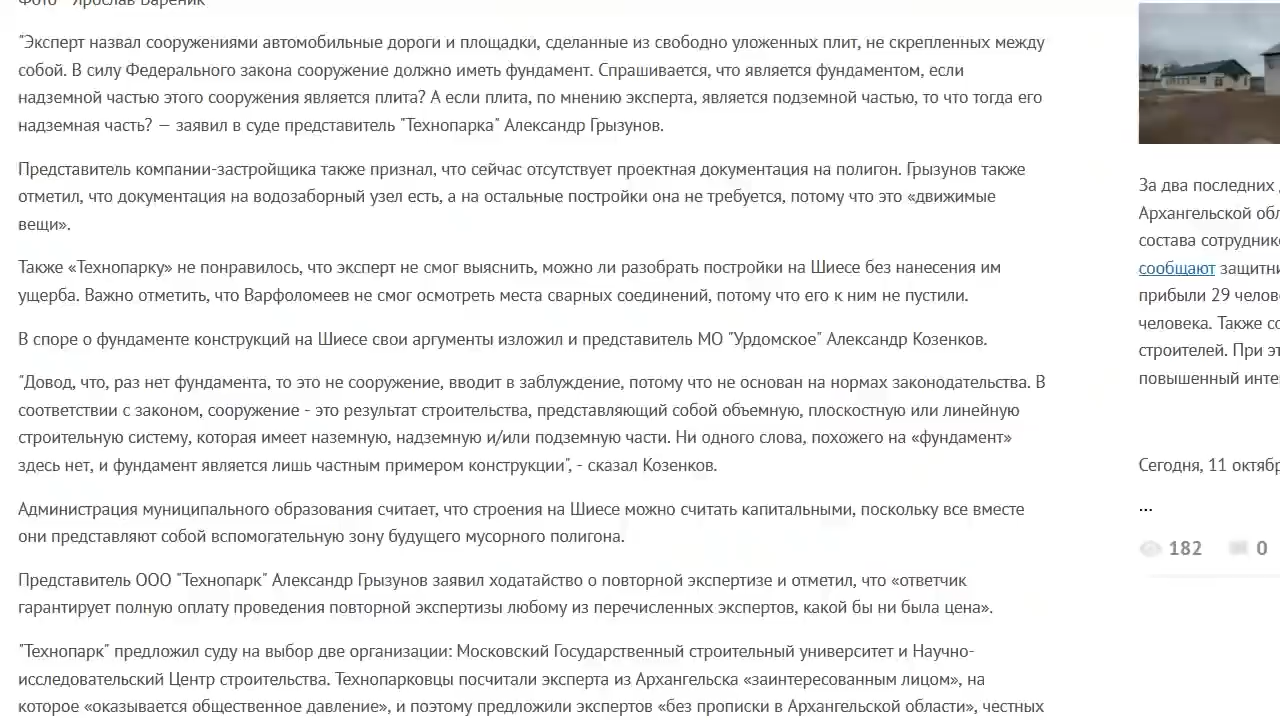 Фото - Ярослав Вареник
"Эксперт назвал сооружениями автомобильные дороги и площадки, сделанные из свободно уложенных плит, не скрепленных между
собой. В силу Федерального закона сооружение должно иметь фундамент. Спрашивается, что является фундаментом, если
надземной частью этого сооружения является плита? А если плита, по мнению эксперта, является подземной частью, то что тогда его
надземная часть? — заявил в суде представитель "Технопарка" Александр Грызунов.
Представитель компании-застройщика также признал, что сейчас отсутствует проектная документация на полигон. Грызунов также
отметил, что документация на водозаборный узел есть, а на остальные постройки она не требуется, потому что это «движимые
вещи».
Также «Технопарку» не понравилось, что эксперт не смог выяснить, можно ли разобрать постройки на Шиесе без нанесения им
ущерба. Важно отметить, что Варфоломеев не смог осмотреть места сварных соединений, потому что его к ним не пустили.
В споре о фундаменте конструкций на Шиесе свои аргументы изложил и представитель МО "Урдомское" Александр Козенков.
"Довод, что, раз нет фундамента, то это не сооружение, вводит в заблуждение, потому что не основан на нормах законодательства. В
соответствии с законом, сооружение - это результат строительства, представляющий собой объемную, плоскостную или линейную
строительную систему, которая имеет наземную, надземную и/или подземную части. Ни одного слова, похожего на «фундамент»
здесь нет, и фундамент является лишь частным примером конструкции", - сказал Козенков.
Администрация муниципального образования считает, что строения на Шиесе можно считать капитальными, поскольку все вместе
они представляют собой вспомогательную зону будущего мусорного полигона.
Представитель ООО "Технопарк" Александр Грызунов заявил ходатайство о повторной экспертизе и отметил, что «ответчик
гарантирует полную оплату проведения повторной экспертизы любому из перечисленных экспертов, какой бы ни была цена».
"Технопарк" предложил суду на выбор две организации: Московский Государственный строительный университет и Научно-
исследовательский Центр строительства. Технопарковцы посчитали эксперта из Архангельска «заинтересованным лицом», на
которое «оказывается общественное давление», и поэтому предложили экспертов «без прописки в Архангельской области», честных
За два последних
Архангельской обл
состава сотруднико
сообщают защитни
прибыли 29 челове
человека. Также со
строителей. При эт
повышенный инте
Сегодня, 11 октябр
...
182 0